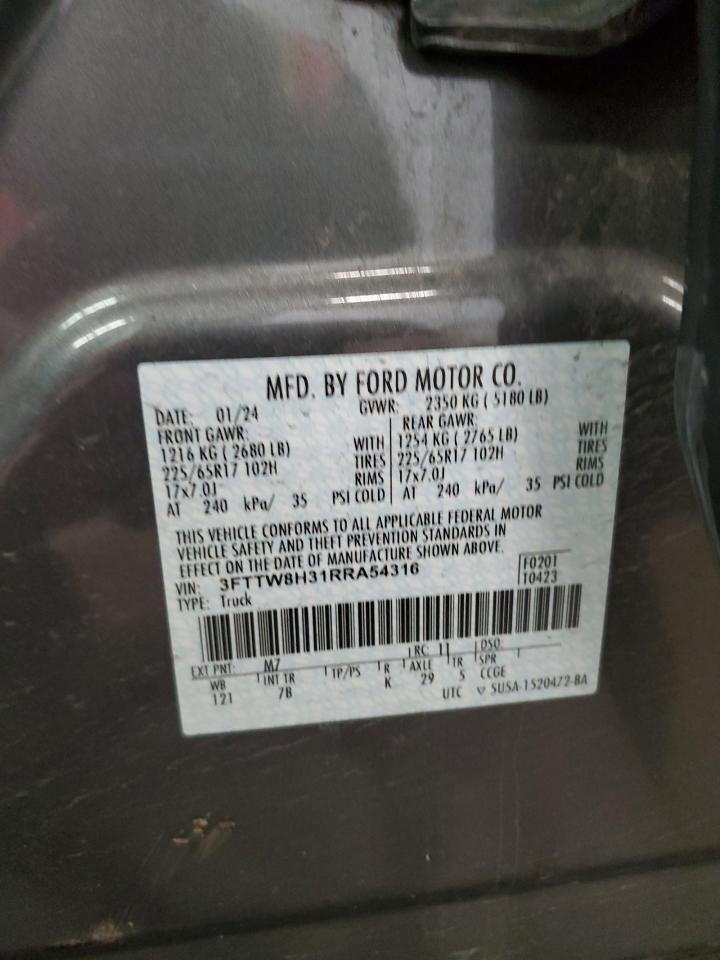 MFD. BY FORD MOTOR CO.
DATE: 01/24 GVWR: 2350 KG ( 5180 LB)
FRONT GAWR: REAR GAWR:
1216 KG ( 2680 LB) WITH 1254 KG ( 2765 LB) WITH
225/65R17 102H TIRES 225/65R17 102H TIRES
17x7.0J RIMS 17x7.0J RIMS
AT 240 kPa/ 35 PSI COLD AT 240 kPa/ 35 PSI COLD
THIS VEHICLE CONFORMS TO ALL APPLICABLE FEDERAL MOTOR
VEHICLE SAFETY AND THEFT PREVENTION STANDARDS IN
EFFECT ON THE DATE OF MANUFACTURE SHOWN ABOVE.
VIN: 3FTTW8H31RRA54316 F0201
TYPE: Truck T0423
EXT PNT: M7 RC 11 DSO:
WB INT TR TP/PS R AXLE TR SPR
121 7B K 29 5 CCGE
UTC 5U5A-1520472-BA